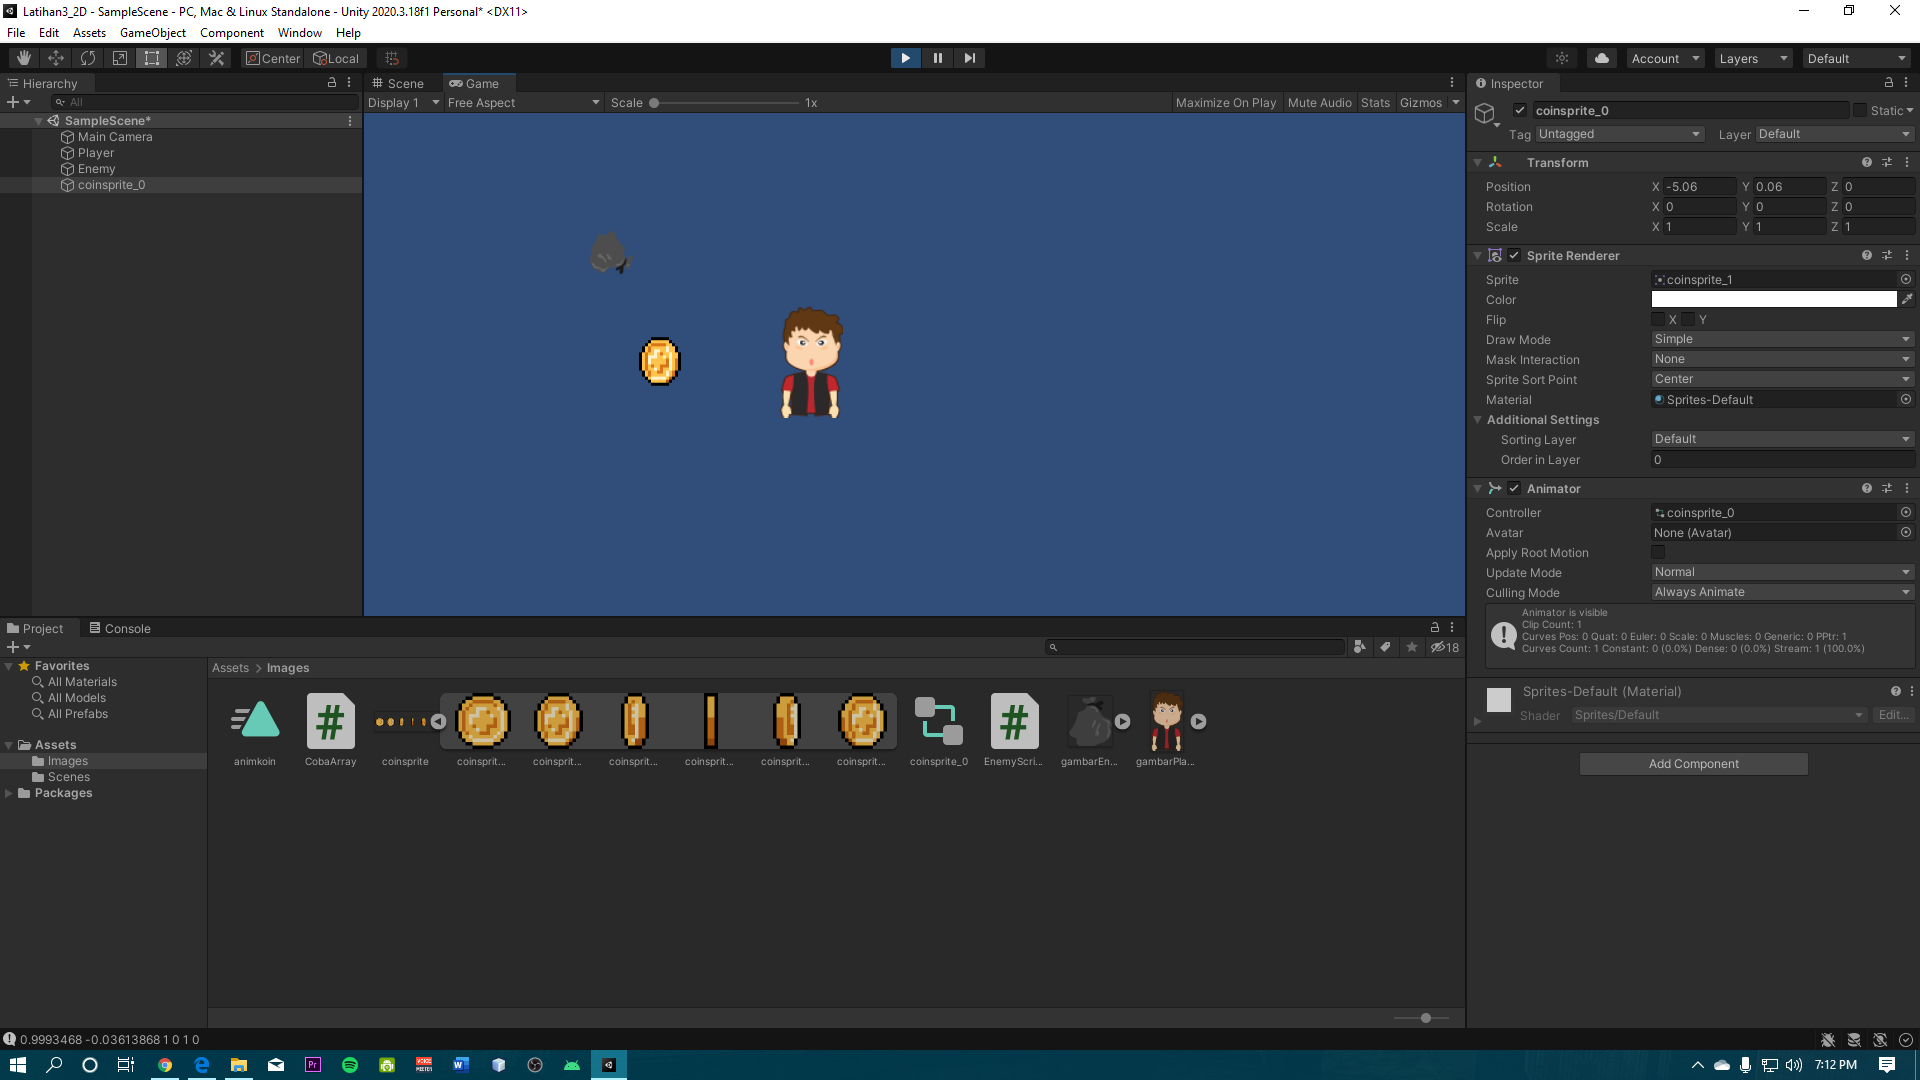 Latihan3_2D - SampleScene - PC, Mac & Linux Standalone - Unity 2020.3.18f1 Personal* <DX11>
File Edit Assets GameObject Component Window Help
Center Local Account Layers Default
Hierarchy
All
SampleScene*
Main Camera
Player
Enemy
coinsprite_0
Scene Game
Display 1 Free Aspect Scale 1x Maximize On Play Mute Audio Stats Gizmos
Inspector
coinsprite_0 Static
Tag Untagged Layer Default
Transform
Position X -5.06 Y 0.06 Z 0
Rotation X 0 Y 0 Z 0
Scale X 1 Y 1 Z 1
Sprite Renderer
Sprite coinsprite_1
Color
Flip X Y
Draw Mode Simple
Mask Interaction None
Sprite Sort Point Center
Material Sprites-Default
Additional Settings
Sorting Layer Default
Order in Layer 0
Animator
Controller coinsprite_0
Avatar None (Avatar)
Apply Root Motion
Update Mode Normal
Culling Mode Always Animate
Animator is visible
Clip Count: 1
Curves Pos: 0 Quat: 0 Euler: 0 Scale: 0 Muscles: 0 Generic: 0 PPtr: 1
Curves Count: 1 Constant: 0 (0.0%) Dense: 0 (0.0%) Stream: 1 (100.0%)
Sprites-Default (Material)
Shader Sprites/Default Edit...
Add Component
Project Console
18
Favorites
All Materials
All Models
All Prefabs
Assets
Images
Scenes
Packages
Assets > Images
animkoin CobaArray coinsprite coinsprit... coinsprit... coinsprit... coinsprit... coinsprit... coinsprit... coinsprite_0 EnemyScri... gambarEn... gambarPla...
0.9993468 -0.03613868 1 0 1 0
7:12 PM